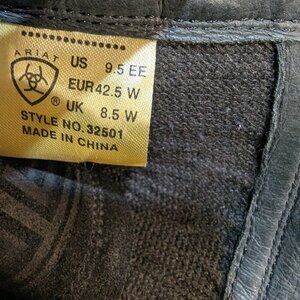 ARIAT
US 9.5 EE
EUR 42.5 W
UK 8.5 W
STYLE NO. 32501
MADE IN CHINA